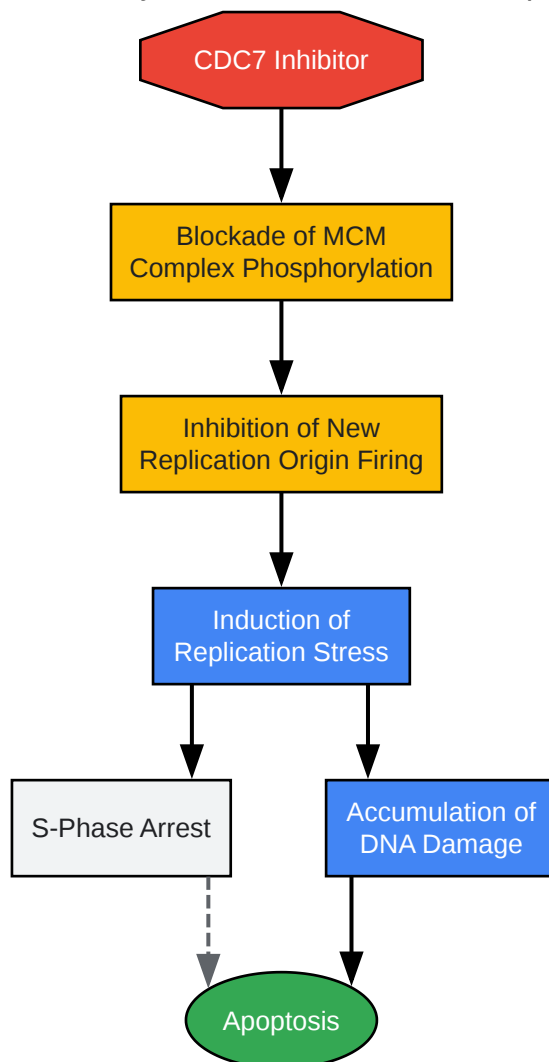 CDC7 Inhibitor
Blockade of MCM
Complex Phosphorylation
Inhibition of New
Replication Origin Firing
Induction of
Replication Stress
S-Phase Arrest
Accumulation of
DNA Damage
Apoptosis